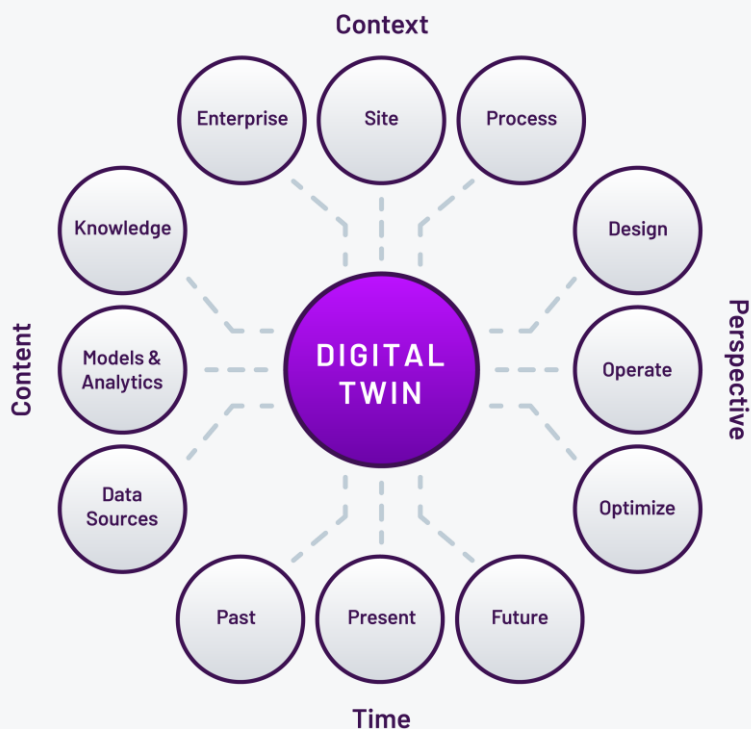 Context
Enterprise
Site
Process
Knowledge
Design
DIGITAL
TWIN
Models &
Analytics
Operate
Content
Perspective
Data
Sources
Optimize
Past
Present
Future
Time